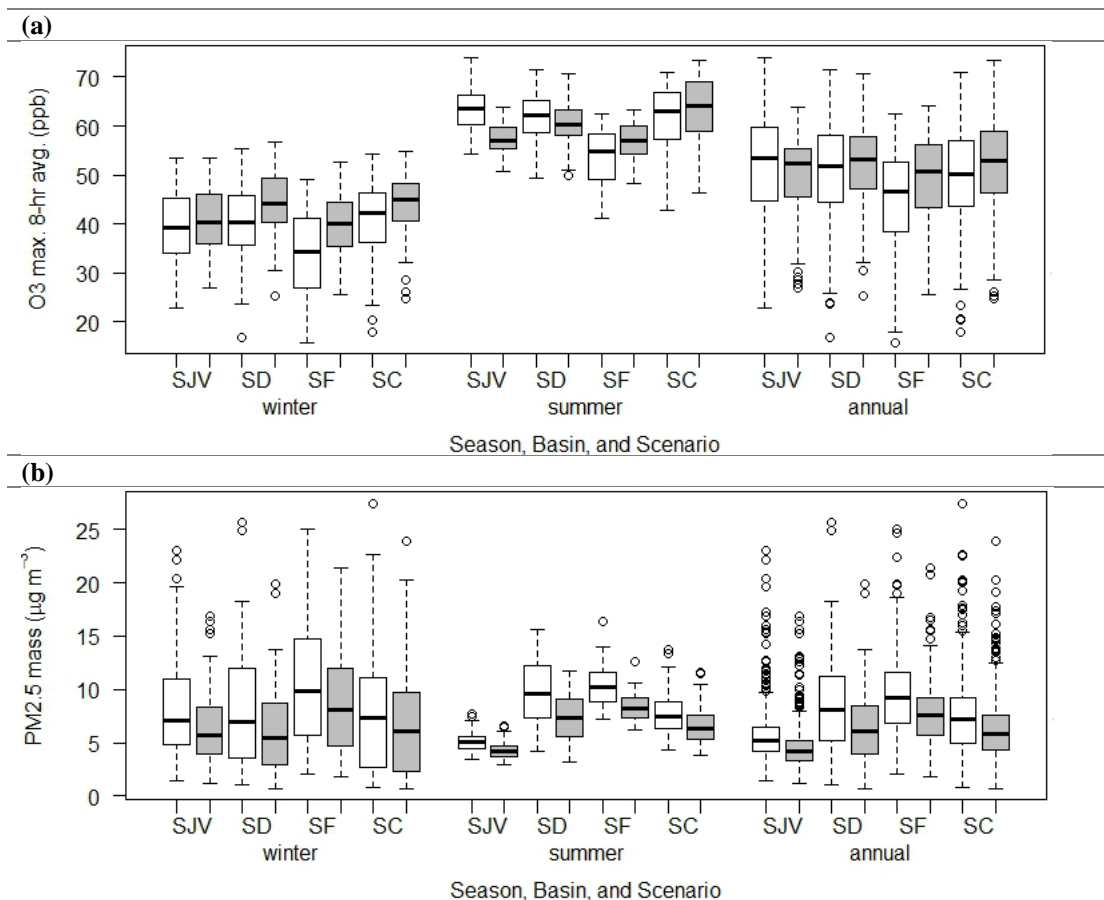 (a)
O3 max. 8-hr avg. (ppb)
70
60
50
40
30
20
SJV SD SF SC SJV SD SF SC SJV SD SF SC
winter summer annual
Season, Basin, and Scenario
(b)
PM2.5 mass (µg m⁻³)
25
20
15
10
5
0
SJV SD SF SC SJV SD SF SC SJV SD SF SC
winter summer annual
Season, Basin, and Scenario